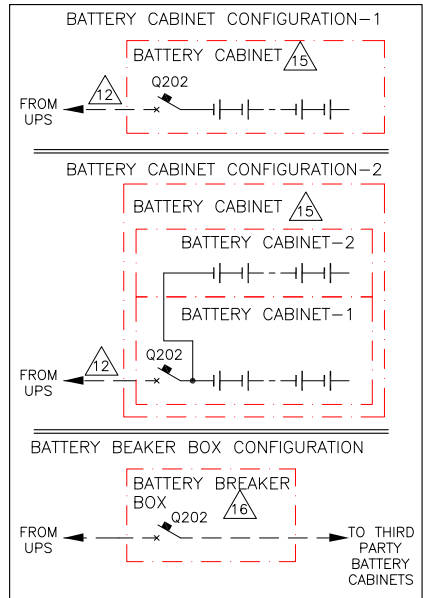 BATTERY CABINET CONFIGURATION-1
BATTERY CABINET 15
Q202
12
FROM
UPS
BATTERY CABINET CONFIGURATION-2
BATTERY CABINET 15
BATTERY CABINET-2
BATTERY CABINET-1
Q202
12
FROM
UPS
BATTERY BEAKER BOX CONFIGURATION
BATTERY BREAKER
BOX
16
Q202
FROM
UPS
TO THIRD
PARTY
BATTERY
CABINETS